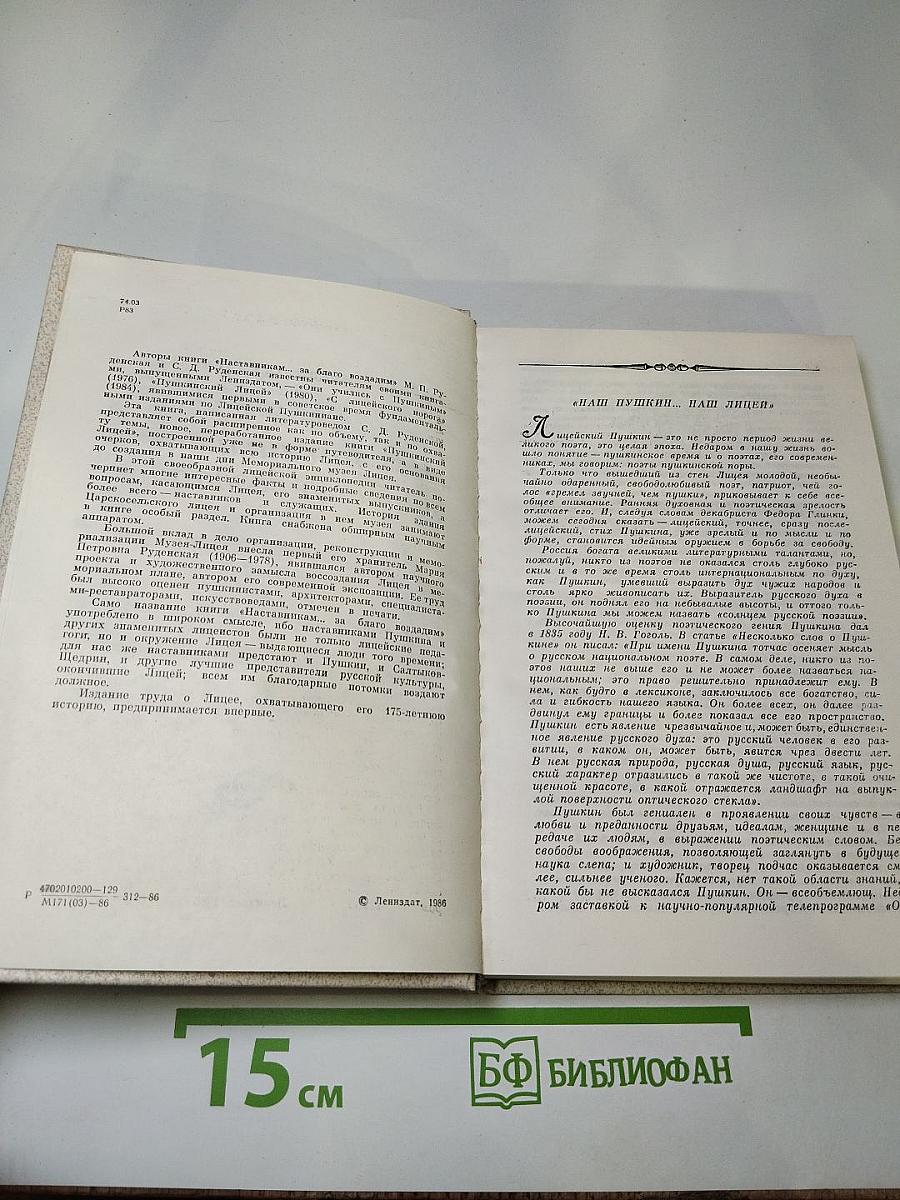 74.03
Р83
Авторы книги «Наставникам... за благо воздадим» М. П. Ру-
денская и С. Д. Руденская известны читателям своими книга-
ми, выпущенными Лениздатом, — «Они учились с Пушкиным»
(1976), «Пушкинский Лицей» (1980), «С лицейского порога»
(1984), явившимися первыми в советское время фундаменталь-
ными изданиями по Лицейской Пушкиниане.
Эта книга, написанная литературоведом С. Д. Руденской,
представляет собой расширенное как по объему, так и по охва-
ту темы, новое, переработанное издание книги «Пушкинский
Лицей», построенный уже не в форме путеводителя, а в виде
очерков, охватывающих всю историю Лицея, с его основания
до создания в наши дни Мемориального музея Лицея.
В этой своеобразной лицейской энциклопедии читатель по-
черпнет многие интересные факты и подробные сведения по всем
вопросам, касающимся Лицея, его знаменитых выпускников, а
более всего — наставников и служащих. История здания
Царскосельского лицея и организация в нем музея занимают
в книге особый раздел. Книга снабжена обширным научным
аппаратом.
Большой вклад в дело организации, реконструкции и мемо-
риализации Музея-Лицея внесла первый его хранитель Мария
Петровна Руденская (1906—1978), явившаяся автором научного
проекта и художественного замысла воссоздания Лицея в ме-
мориальном плане, автором его современной экспозиции. Ее труд
был высоко оценен пушкинистами, архитекторами, специалиста-
ми-реставраторами, искусствоведами, отмечен в печати.
Само название книги «Наставникам... за благо воздадим»
употреблено в широком смысле, ибо наставниками Пушкина и
других знаменитых лицеистов были не только лицейские педа-
гоги, но и окружение Лицея — выдающиеся люди того времени;
для нас же наставниками предстают и Пушкин, и Салтыков-
Щедрин, и другие лучшие представители русской культуры,
окончившие Лицей; всем им благодарные потомки воздают
должное.
Издание труда о Лицее, охватывающего его 175-летнюю
историю, предпринимается впервые.
Р 4702010200—129 312—86
М171(03)—86
© Лениздат, 1986
«НАШ ПУШКИН... НАШ ЛИЦЕЙ»
Лицейский Пушкин — это не просто период жизни ве-
ликого поэта, это целая эпоха. Недаром в нашу жизнь во-
шло понятие — пушкинское время и о поэтах, его современ-
никах, мы говорим: поэты пушкинской поры.
Только что вышедший из стен Лицея молодой, необы-
чайно одаренный, свободолюбивый поэт, патриот, чей го-
лос «гремел звучней, чем пушки», приковывает к себе все-
общее внимание. Ранняя духовная и поэтическая зрелость
отличает его. И, следуя словам декабриста Федора Глинки,
можем сегодня сказать — лицейский, точнее, сразу после-
лицейский, стих Пушкина, уже зрелый и по мысли и по
форме, становится идейным оружием в борьбе за свободу.
Россия богата великими литературными талантами, но,
пожалуй, никто из поэтов не оказался столь глубоко рус-
ским и в то же время столь интернациональным по духу,
как Пушкин, умевший выразить дух чужих народов и
столь ярко живописать их. Выразитель русского духа в
поэзии, он поднял его на небывалые высоты, и оттого толь-
ко Пушкина мы можем назвать «солнцем русской поэзии».
Высочайшую оценку поэтического гения Пушкина дал
в 1835 году Н. В. Гоголь. В статье «Несколько слов о Пуш-
кине» он писал: «При имени Пушкина тотчас осеняет мысль
о русском национальном поэте. В самом деле, никто из по-
этов наших не выше его и не может более назваться на-
циональным; это право решительно принадлежит ему. В
нем, как будто в лексиконе, заключилось все богатство, си-
ла и гибкость нашего языка. Он более всех, он далее раз-
двинул ему границы и более показал все его пространство.
Пушкин есть явление чрезвычайное и, может быть, единствен-
ное явление русского духа: это русский человек в его раз-
витии, в каком он, может быть, явится чрез двести лет.
В нем русская природа, русская душа, русский язык, рус-
ский характер отразились в такой же чистоте, в такой очи-
щенной красоте, в какой отражается ландшафт на выпук-
лой поверхности оптического стекла».
Пушкин был гениален в проявлении своих чувств — в
любви и преданности друзьям, идеалам, женщине и в пе
редаче их людям, в выражении поэтическим словом. Бе
свободы воображения, позволяющей заглянуть в будуще
наука слепа; и художник, творец подчас оказывается см
лее, сильнее ученого. Кажется, нет такой области знаний,
какой бы не высказался Пушкин. Он — всеобъемлющ. Нед
ром заставкой к научно-популярной телепрограмме «О
15 см
БФ БИБЛИОФАН